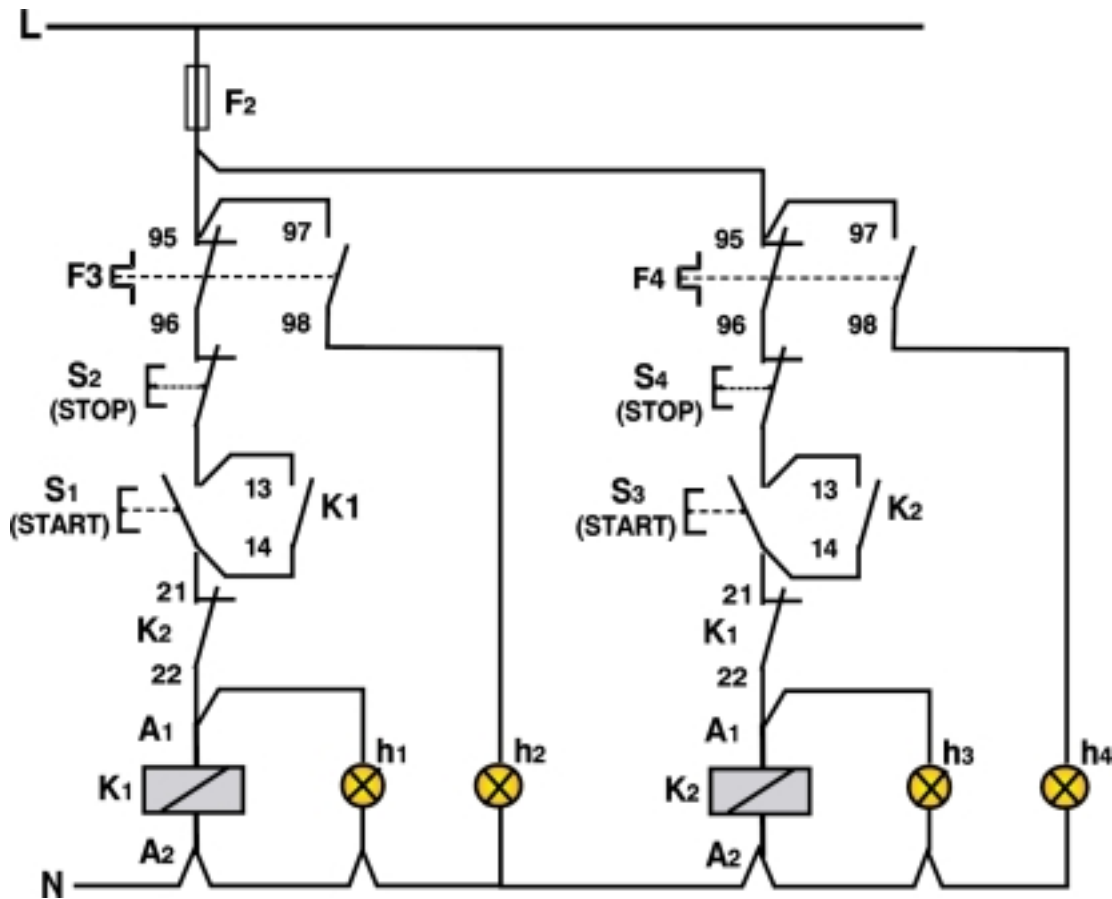 L
F2
95
97
95
97
F3
F4
96
98
96
98
S2
(STOP)
S4
(STOP)
S1
(START)
13
K1
14
S3
(START)
13
K2
14
21
K2
22
21
K1
22
A1
h1
h2
A1
h3
h4
K1
K2
A2
A2
N